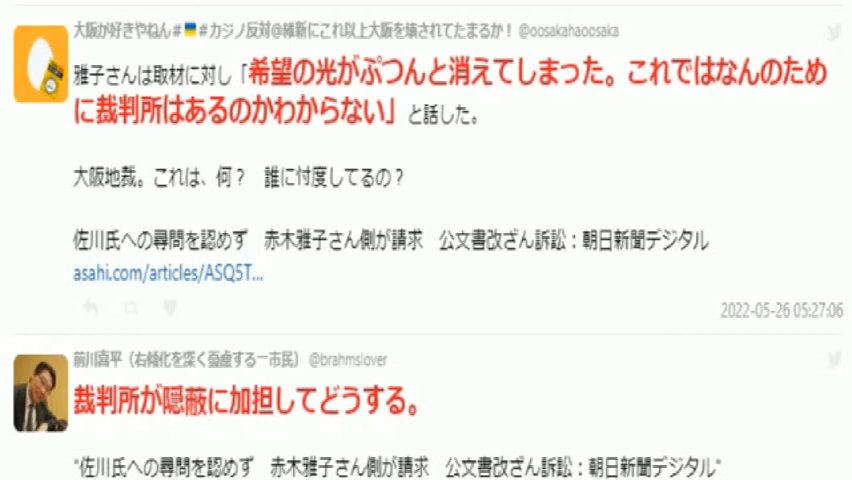 大阪が好きやねん#🇺🇦#カジノ反対@維新にこれ以上大阪を壊されてたまるか！ @oosakahaoosaka
雅子さんは取材に対し「希望の光がぷつんと消えてしまった。これではなんのため
に裁判所はあるのかわからない」と話した。
大阪地裁。これは、何？　誰に忖度してるの？
佐川氏への尋問を認めず　赤木雅子さん側が請求　公文書改ざん訴訟：朝日新聞デジタル
asahi.com/articles/ASQ5T...
2022-05-26 05:27:06
前川喜平（右傾化を深く憂慮する一市民） @brahmslover
裁判所が隠蔽に加担してどうする。
"佐川氏への尋問を認めず　赤木雅子さん側が請求　公文書改ざん訴訟：朝日新聞デジタル"